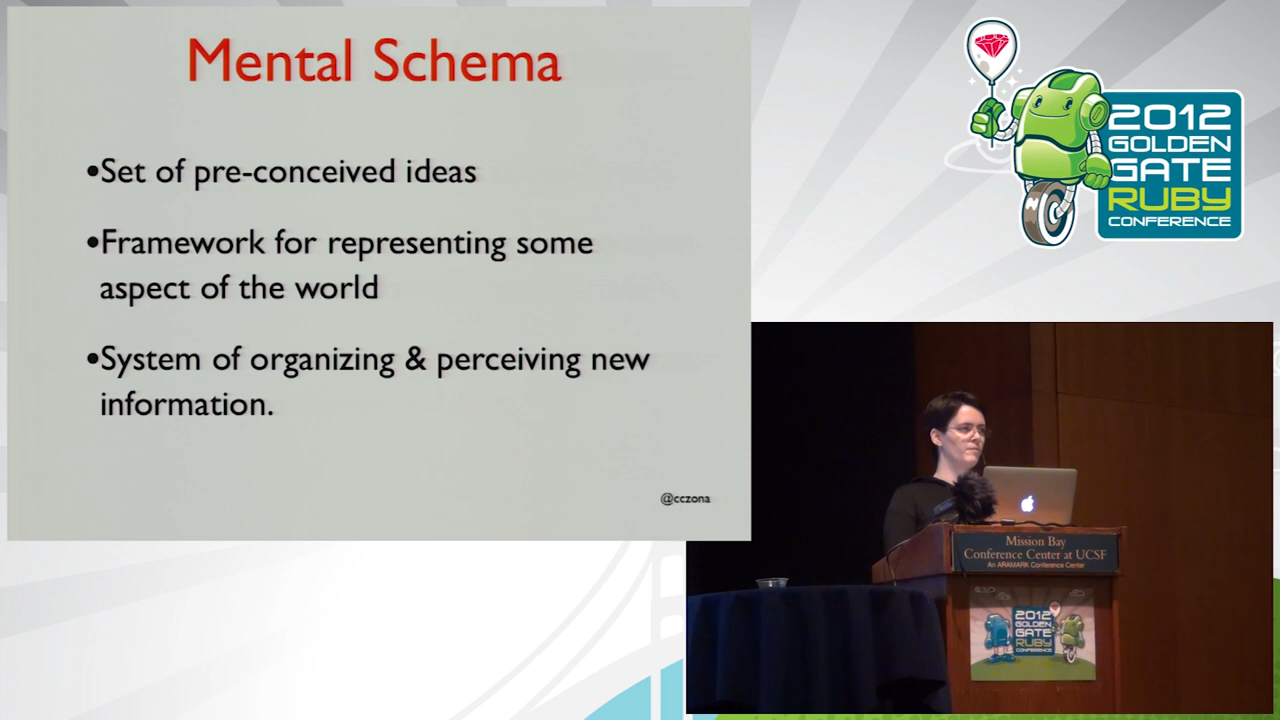 Mental Schema
•Set of pre-conceived ideas
•Framework for representing some
aspect of the world
•System of organizing & perceiving new
information.
@cczona
2012
GOLDEN
GATE
RUBY
CONFERENCE
Mission Bay
Conference Center at UCSF
An ARAMARK Conference Center
2012
GOLDEN
GATE
RUBY
CONFERENCE